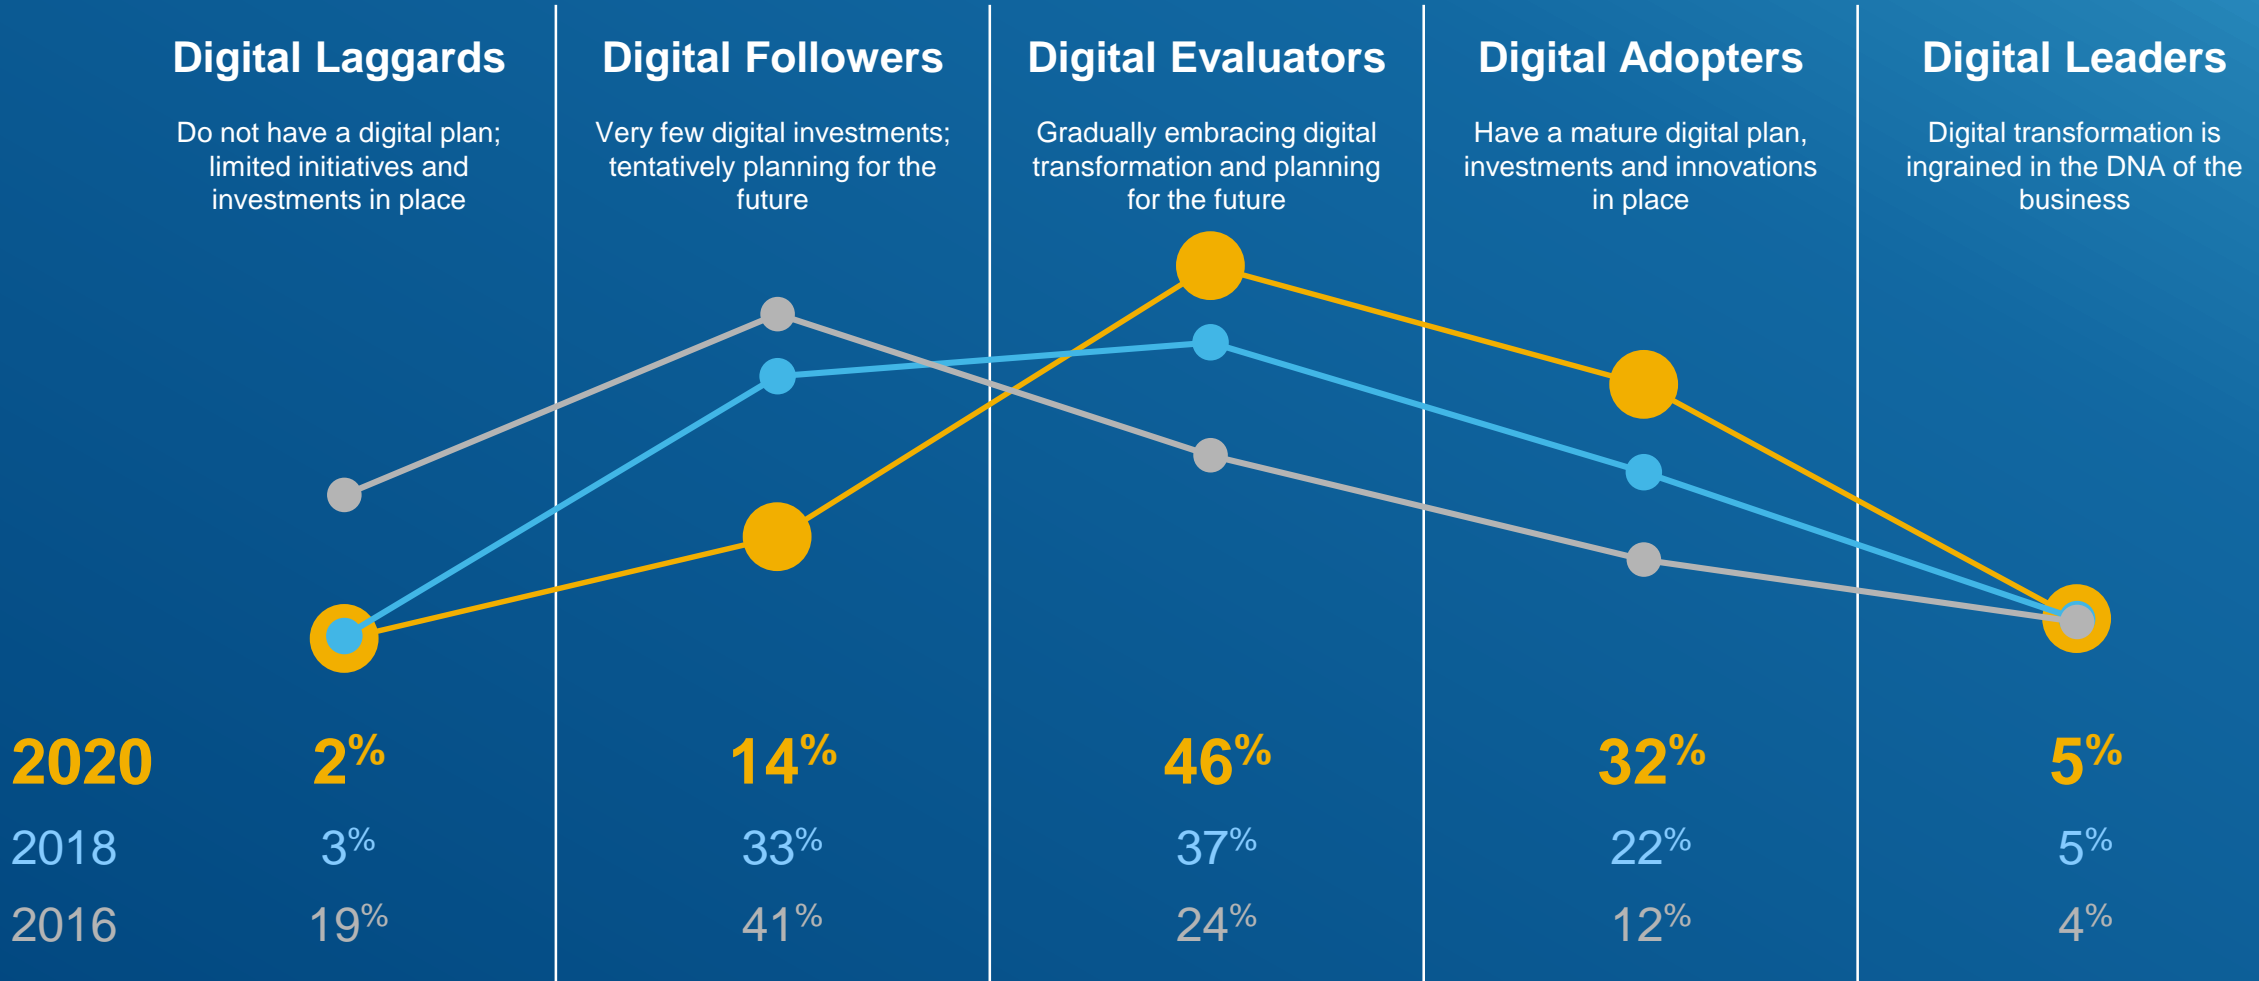 Digital Laggards
Do not have a digital plan;
limited initiatives and
investments in place
Digital Followers
Very few digital investments;
tentatively planning for the
future
Digital Evaluators
Gradually embracing digital
transformation and planning
for the future
Digital Adopters
Have a mature digital plan,
investments and innovations
in place
Digital Leaders
Digital transformation is
ingrained in the DNA of the
business
2020 2% 14% 46% 32% 5%
2018 3% 33% 37% 22% 5%
2016 19% 41% 24% 12% 4%